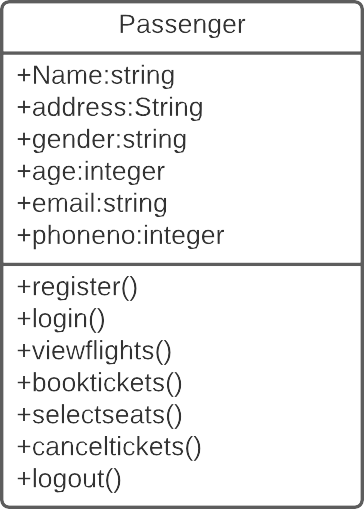 Passenger
+Name:string
+address:String
+gender:string
+age:integer
+email:string
+phoneno:integer
+register()
+login()
+viewflights()
+booktickets()
+selectseats()
+canceltickets()
+logout()